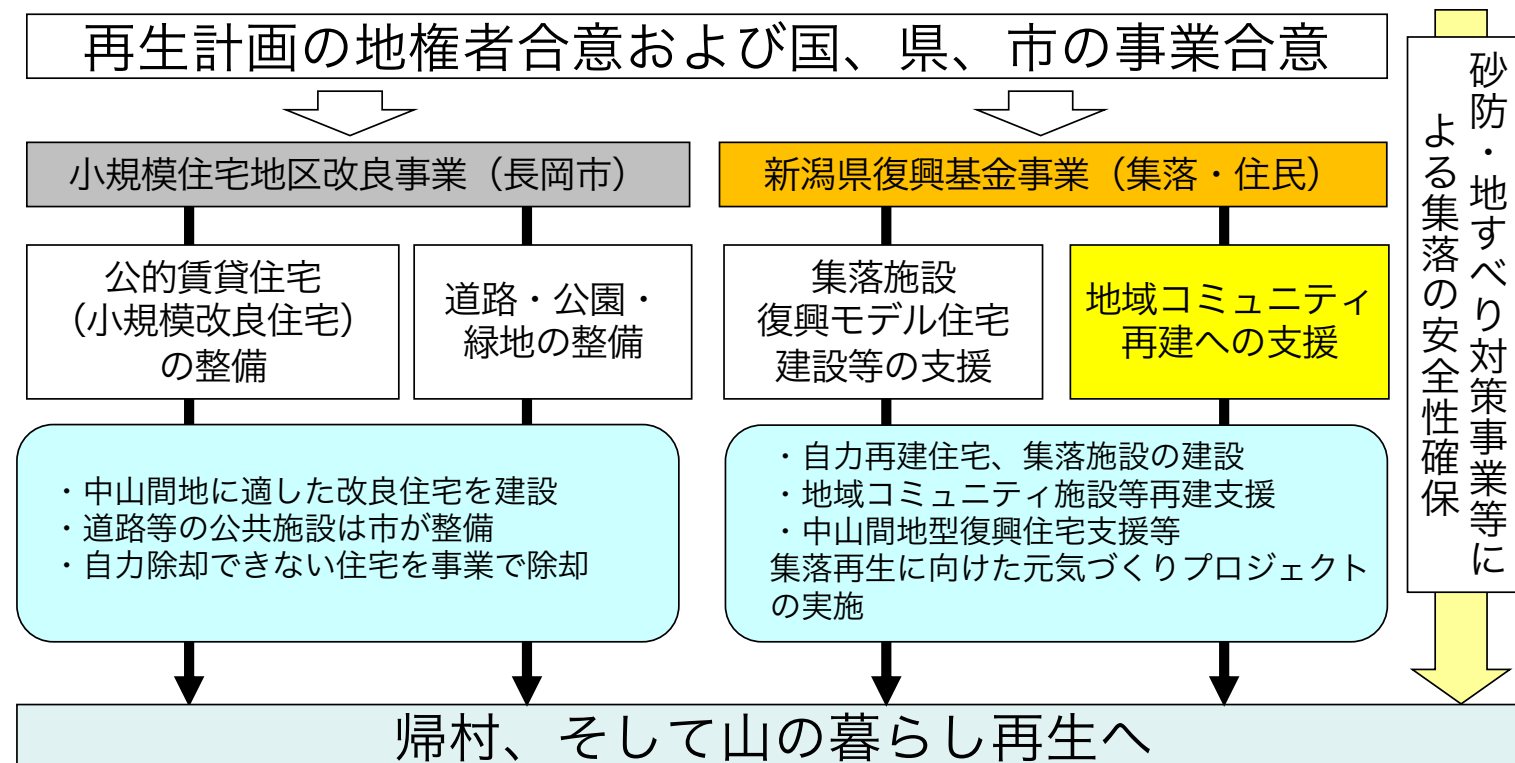 再生計画の地権者合意および国、県、市の事業合意
小規模住宅地区改良事業（長岡市）
新潟県復興基金事業（集落・住民）
公的賃貸住宅
（小規模改良住宅）
の整備
道路・公園・
緑地の整備
集落施設
復興モデル住宅
建設等の支援
地域コミュニティ
再建への支援
・中山間地に適した改良住宅を建設
・道路等の公共施設は市が整備
・自力除却できない住宅を事業で除却
・自力再建住宅、集落施設の建設
・地域コミュニティ施設等再建支援
・中山間地型復興住宅支援等
集落再生に向けた元気づくりプロジェクト
の実施
砂防・地すべり対策事業等に
よる集落の安全性確保
帰村、そして山の暮らし再生へ